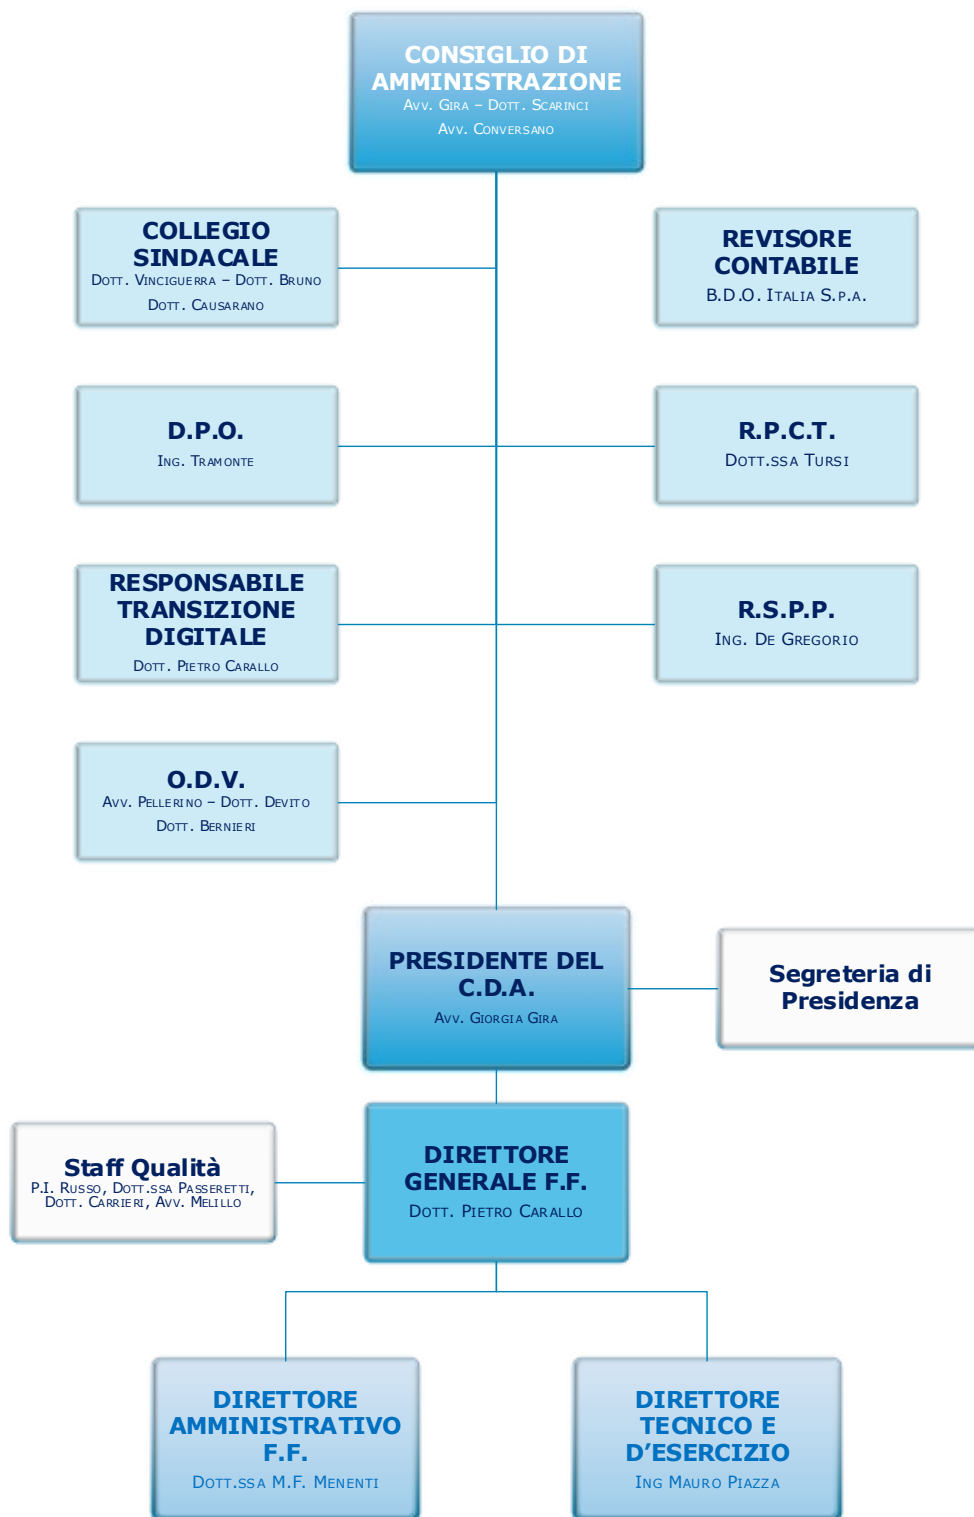 CONSIGLIO DI
AMMINISTRAZIONE
Avv. Gira – Dott. Scarinci
Avv. Conversano
COLLEGIO
SINDACALE
Dott. Vinciguerra – Dott. Bruno
Dott. Causarano
REVISORE
CONTABILE
B.D.O. Italia S.p.a.
D.P.O.
Ing. Tramonte
R.P.C.T.
Dott.ssa Tursi
RESPONSABILE
TRANSIZIONE
DIGITALE
Dott. Pietro Carallo
R.S.P.P.
Ing. De Gregorio
O.D.V.
Avv. Pellerino – Dott. Devito
Dott. Bernieri
PRESIDENTE DEL
C.D.A.
Avv. Giorgia Gira
Segreteria di
Presidenza
Staff Qualità
P.I. Russo, Dott.ssa Passeretti,
Dott. Carrieri, Avv. Melillo
DIRETTORE
GENERALE F.F.
Dott. Pietro Carallo
DIRETTORE
AMMINISTRATIVO
F.F.
Dott.ssa M.F. Menenti
DIRETTORE
TECNICO E
D’ESERCIZIO
Ing Mauro Piazza